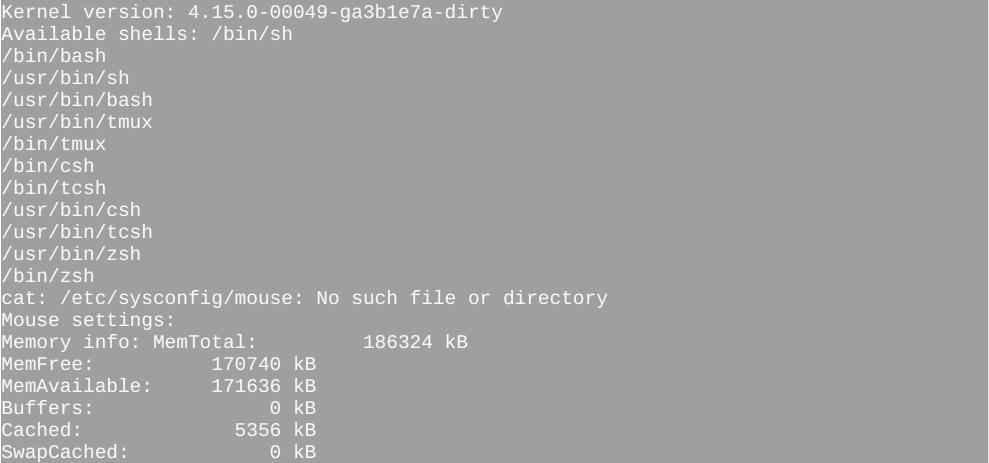 Kernel version: 4.15.0-00049-ga3b1e7a-dirty
Available shells: /bin/sh
/bin/bash
/usr/bin/sh
/usr/bin/bash
/usr/bin/tmux
/bin/tmux
/bin/csh
/bin/tcsh
/usr/bin/csh
/usr/bin/tcsh
/usr/bin/zsh
/bin/zsh
cat: /etc/sysconfig/mouse: No such file or directory
Mouse settings:
Memory info: MemTotal:         186324 kB
MemFree:          170740 kB
MemAvailable:     171636 kB
Buffers:               0 kB
Cached:             5356 kB
SwapCached:            0 kB